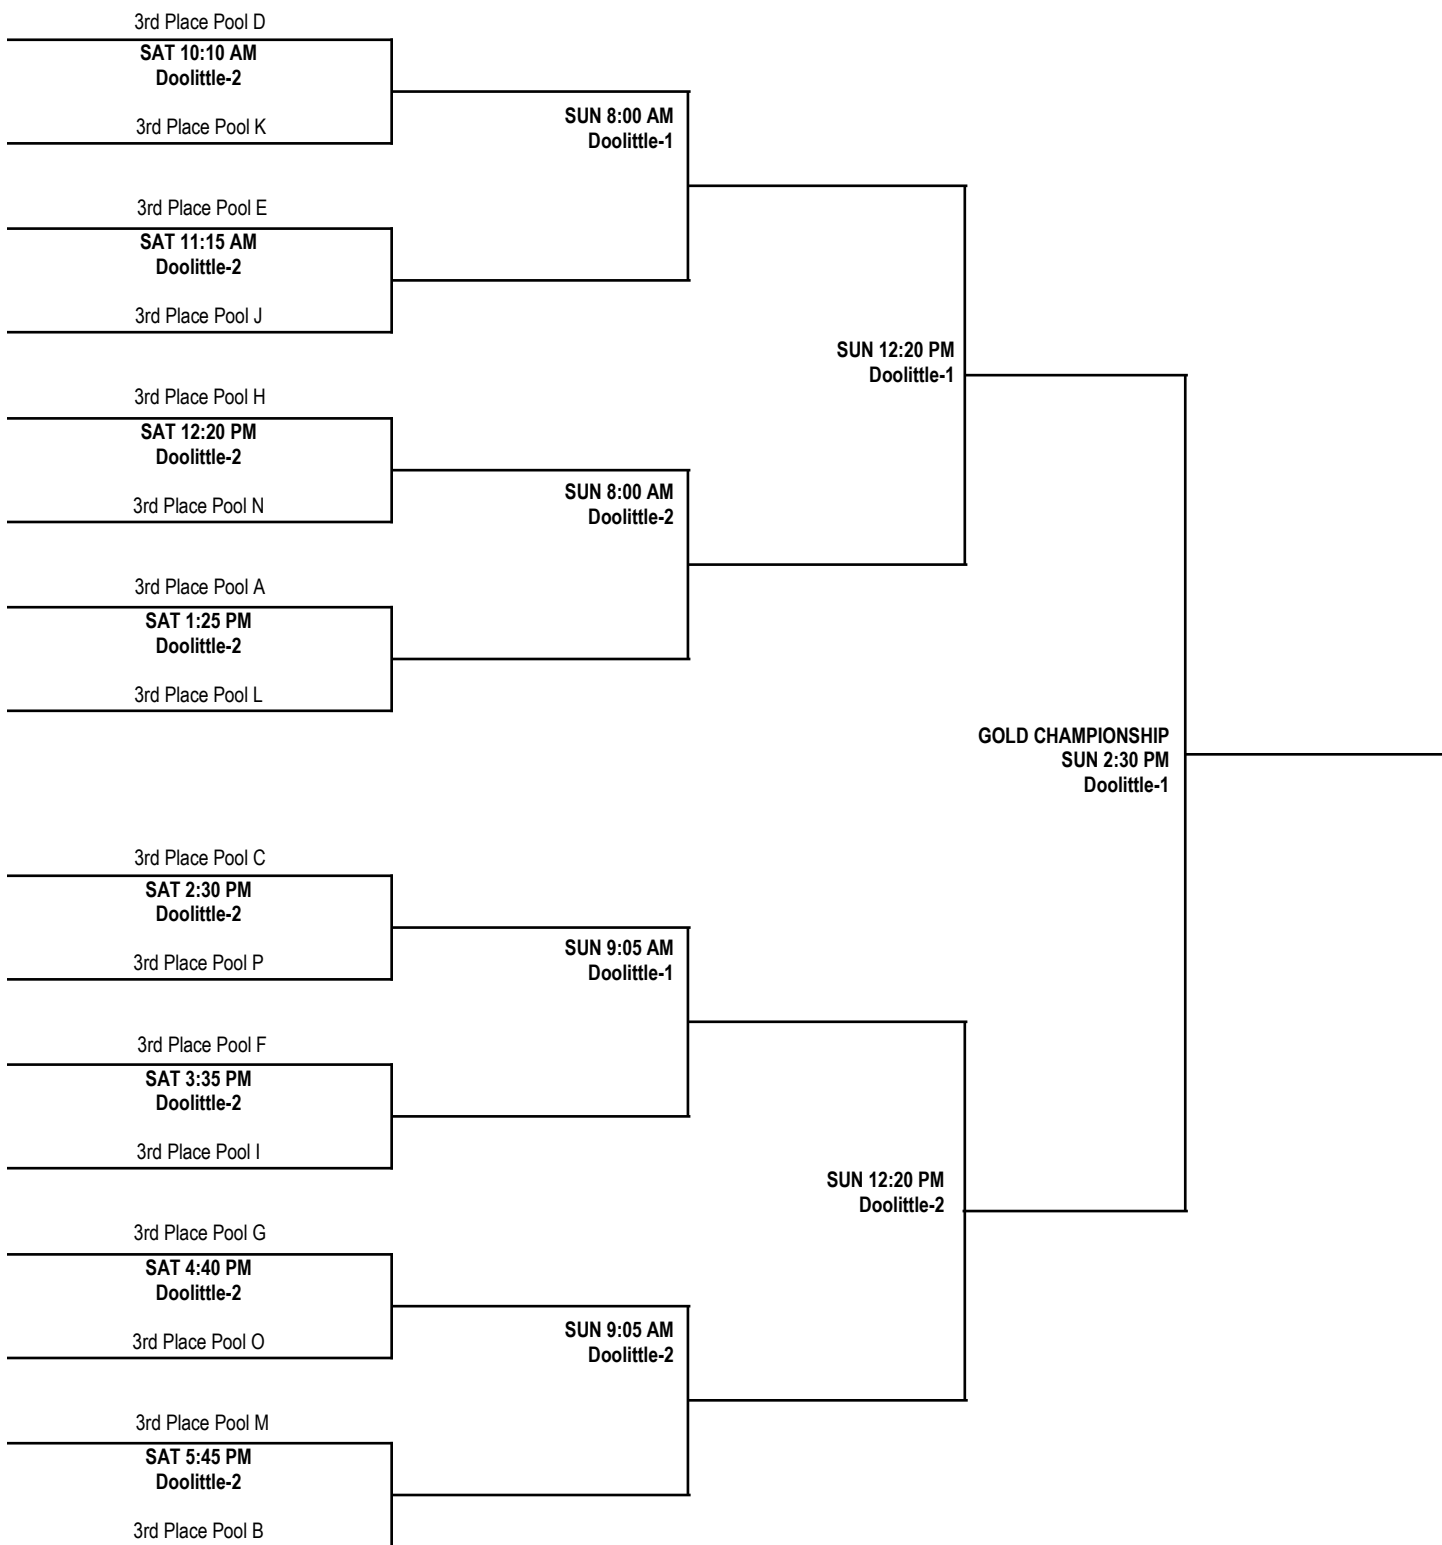 3rd Place Pool D
SAT 10:10 AM
Doolittle-2
3rd Place Pool K
SUN 8:00 AM
Doolittle-1
3rd Place Pool E
SAT 11:15 AM
Doolittle-2
3rd Place Pool J
SUN 12:20 PM
Doolittle-1
3rd Place Pool H
SAT 12:20 PM
Doolittle-2
3rd Place Pool N
SUN 8:00 AM
Doolittle-2
3rd Place Pool A
SAT 1:25 PM
Doolittle-2
3rd Place Pool L
GOLD CHAMPIONSHIP
SUN 2:30 PM
Doolittle-1
3rd Place Pool C
SAT 2:30 PM
Doolittle-2
3rd Place Pool P
SUN 9:05 AM
Doolittle-1
3rd Place Pool F
SAT 3:35 PM
Doolittle-2
3rd Place Pool I
SUN 12:20 PM
Doolittle-2
3rd Place Pool G
SAT 4:40 PM
Doolittle-2
3rd Place Pool O
SUN 9:05 AM
Doolittle-2
3rd Place Pool M
SAT 5:45 PM
Doolittle-2
3rd Place Pool B